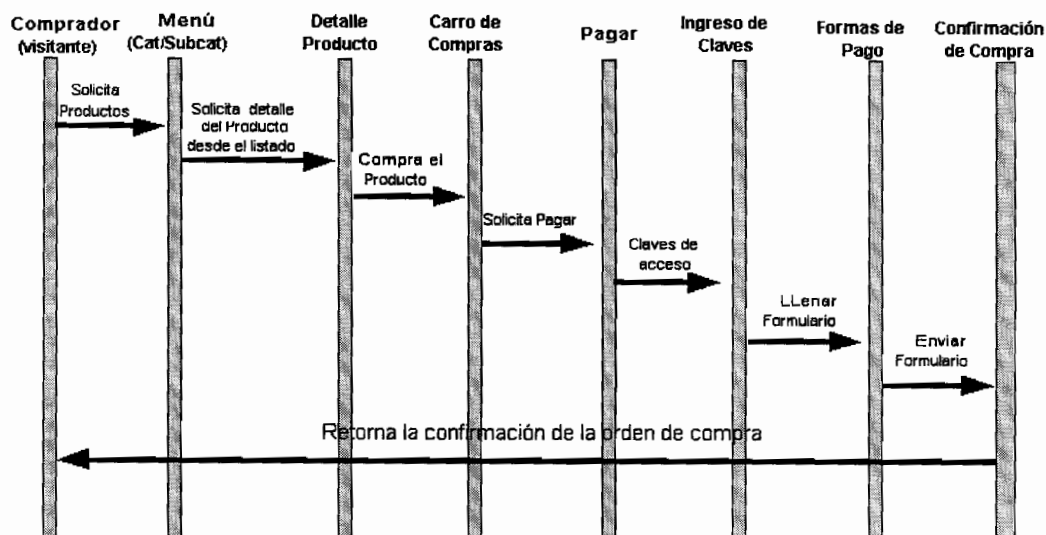 Comprador
(visitante)
Menú
(Cat/Subcat)
Detalle
Producto
Carro de
Compras
Pagar
Ingreso de
Claves
Formas de
Pago
Confirmación
de Compra
Solicita
Productos
Solicita detalle
del Producto
desde el listado
Compra el
Producto
Solicita Pagar
Claves de
acceso
LLenar
Formulario
Enviar
Formulario
Retorna la confirmación de la orden de compra